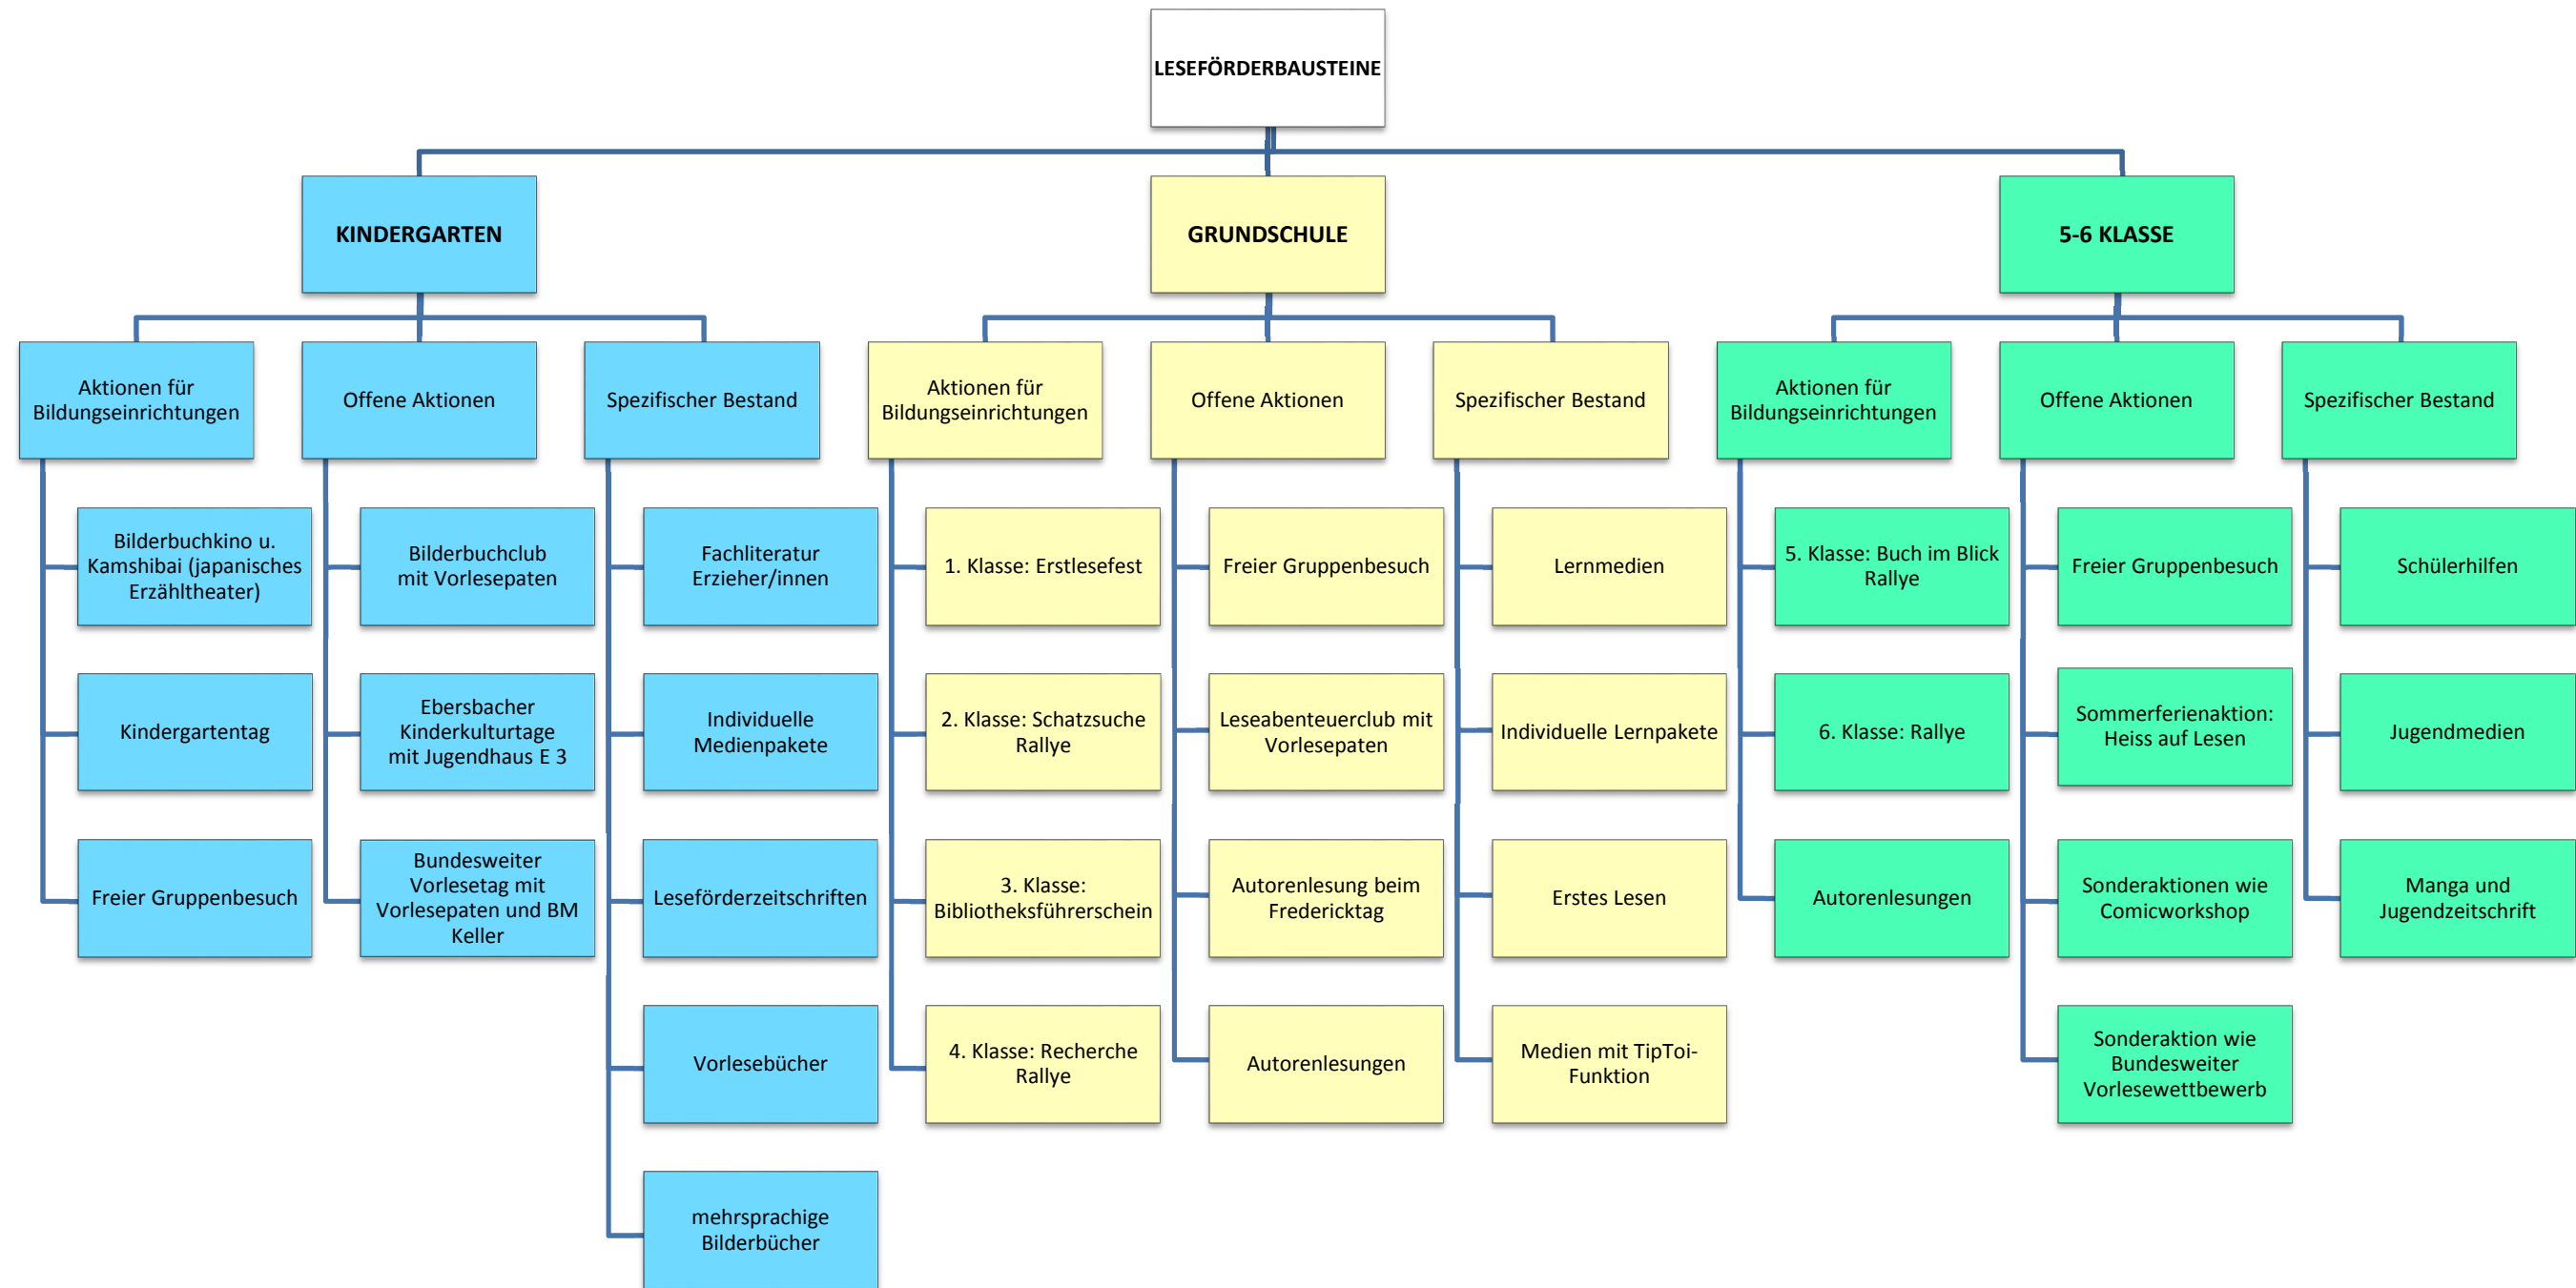 LESEFÖRDERBAUSTEINE
KINDERGARTEN
Aktionen für
Bildungseinrichtungen
Bilderbuchkino u.
Kamshibai (japanisches
Erzähltheater)
Kindergartentag
Freier Gruppenbesuch
Offene Aktionen
Bilderbuchclub
mit Vorlesepaten
Ebersbacher
Kinderkulturtage
mit Jugendhaus E 3
Bundesweiter
Vorlesetag mit
Vorlesepaten und BM
Keller
Spezifischer Bestand
Fachliteratur
Erzieher/innen
Individuelle
Medienpakete
Leseförderzeitschriften
Vorlesebücher
mehrsprachige
Bilderbücher
GRUNDSCHULE
Aktionen für
Bildungseinrichtungen
1. Klasse: Erstlesefest
2. Klasse: Schatzsuche
Rallye
3. Klasse:
Bibliotheksführerschein
4. Klasse: Recherche
Rallye
Offene Aktionen
Freier Gruppenbesuch
Leseabenteuerclub mit
Vorlesepaten
Autorenlesung beim
Fredericktag
Autorenlesungen
Spezifischer Bestand
Lernmedien
Individuelle Lernpakete
Erstes Lesen
Medien mit TipToi-
Funktion
5-6 KLASSE
Aktionen für
Bildungseinrichtungen
5. Klasse: Buch im Blick
Rallye
6. Klasse: Rallye
Autorenlesungen
Offene Aktionen
Freier Gruppenbesuch
Sommerferienaktion:
Heiss auf Lesen
Sonderaktionen wie
Comicworkshop
Sonderaktion wie
Bundesweiter
Vorlesewettbewerb
Spezifischer Bestand
Schülerhilfen
Jugendmedien
Manga und
Jugendzeitschrift